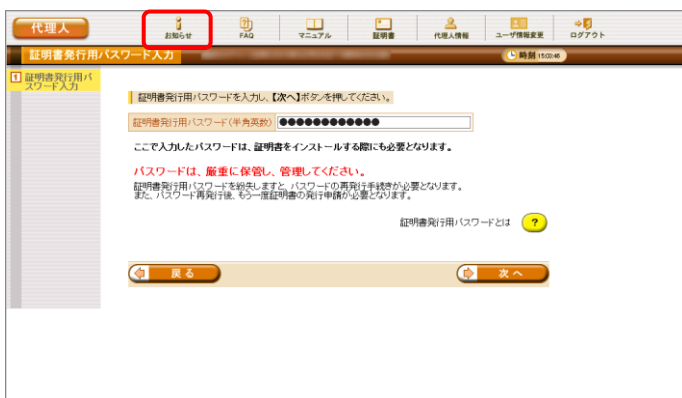 代理人
お知らせ
FAQ
マニュアル
証明書
代理人情報
ユーザ情報変更
ログアウト
証明書発行用パスワード入力
時刻 15:03:46
1 証明書発行用パ
スワード入力
証明書発行用パスワードを入力し、【次へ】ボタンを押してください。
証明書発行用パスワード(半角英数) ●●●●●●●●●●●●
ここで入力したパスワードは、証明書をインストールする際にも必要となります。
パスワードは、厳重に保管し、管理してください。
証明書発行用パスワードを紛失しますと、パスワードの再発行手続きが必要となります。
また、パスワード再発行後、もう一度証明書の発行申請が必要となります。
証明書発行用パスワードとは ?
戻る
次へ